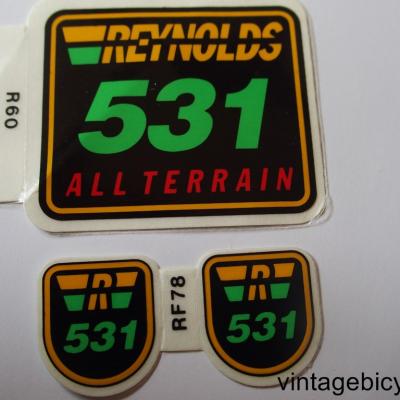 R60
REYNOLDS
531
ALL TERRAIN
R
531
RF78
R
531
vintagebicy